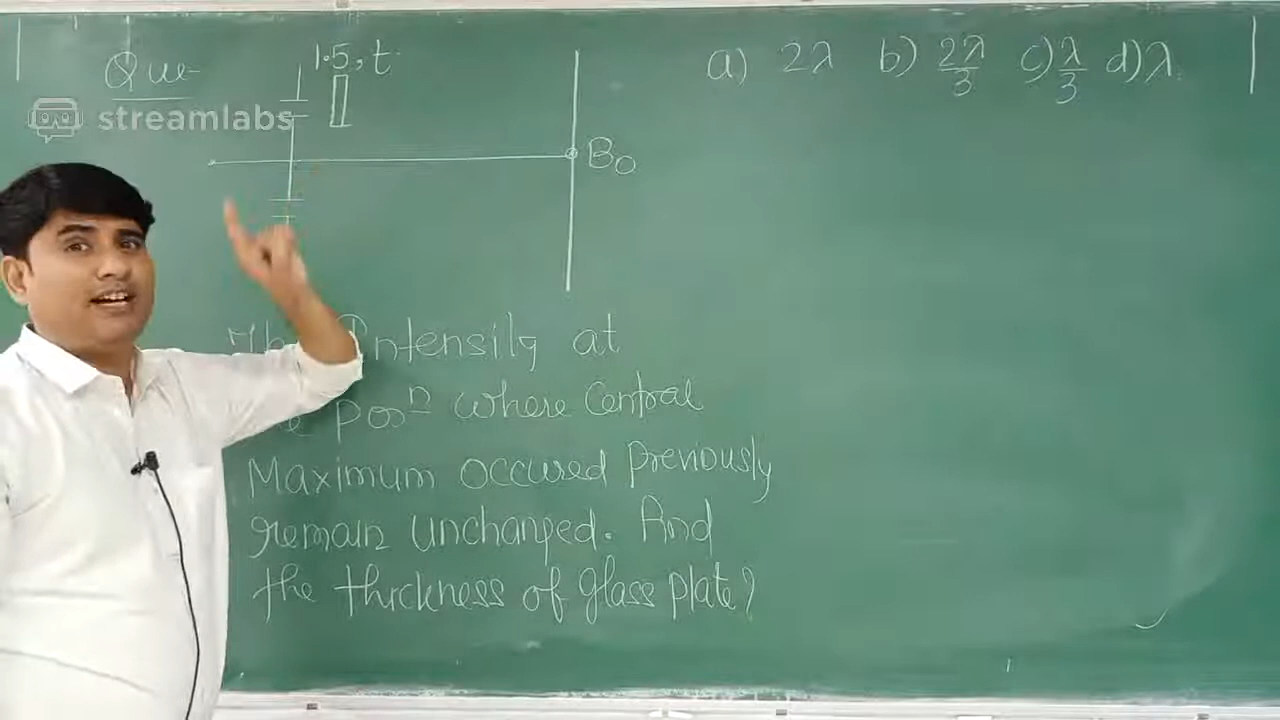 Que
1.5, t
a) 2λ b) 2λ/3 c) λ/3 d) λ
streamlabs
B₀
Intensity at
posⁿ where Central
Maximum occured previously
remain unchanged. And
the thickness of glass plate?